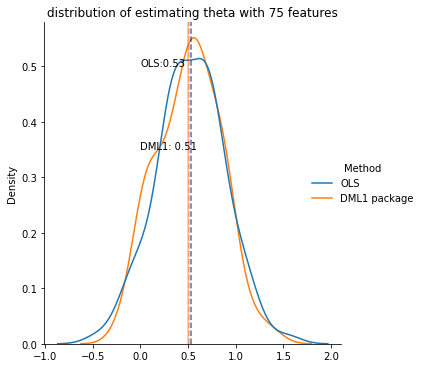 distribution of estimating theta with 75 features
0.5
OLS:0.53
0.4
DML1: 0.51
0.3
Density
Method
OLS
DML1 package
0.2
0.1
0.0
−1.0 −0.5 0.0 0.5 1.0 1.5 2.0